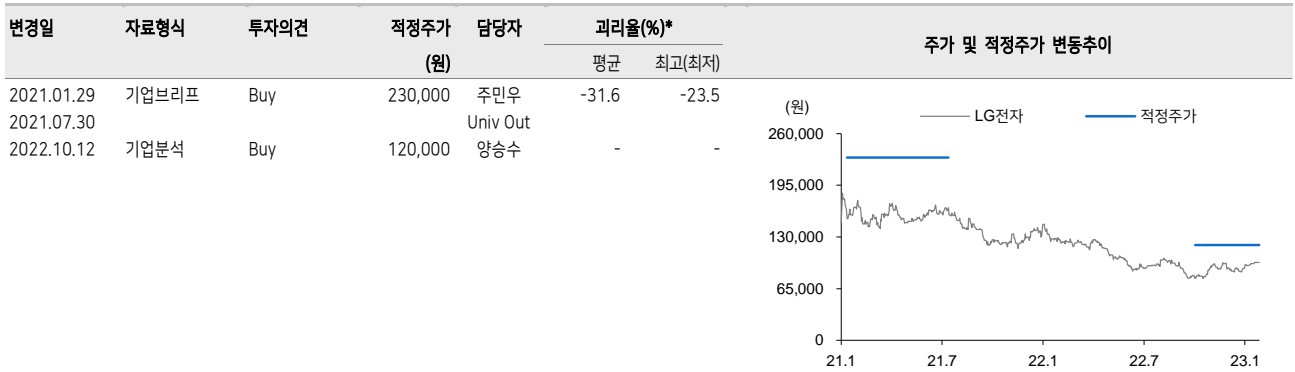 변경일 자료형식 투자의견 적정주가 담당자 괴리율(%)* 주가 및 적정주가 변동추이
(원) 평균 최고(최저)
2021.01.29 기업브리프 Buy 230,000 주민우 -31.6 -23.5
2021.07.30 Univ Out
2022.10.12 기업분석 Buy 120,000 양승수 - -
(원) LG전자 적정주가
260,000
195,000
130,000
65,000
0
21.1 21.7 22.1 22.7 23.1